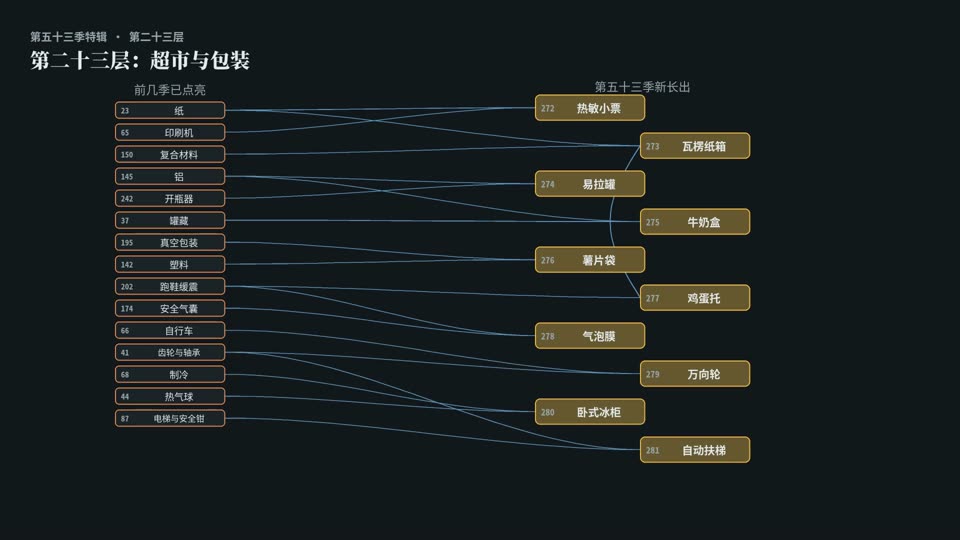 第五十三季特辑 · 第二十三层
第二十三层：超市与包装
前几季已点亮
第五十三季新长出
23 纸
65 印刷机
150 复合材料
145 铝
242 开瓶器
37 罐藏
195 真空包装
142 塑料
202 跑鞋缓震
174 安全气囊
66 自行车
41 齿轮与轴承
68 制冷
44 热气球
87 电梯与安全钳
272 热敏小票
273 瓦楞纸箱
274 易拉罐
275 牛奶盒
276 薯片袋
277 鸡蛋托
278 气泡膜
279 万向轮
280 卧式冰柜
281 自动扶梯